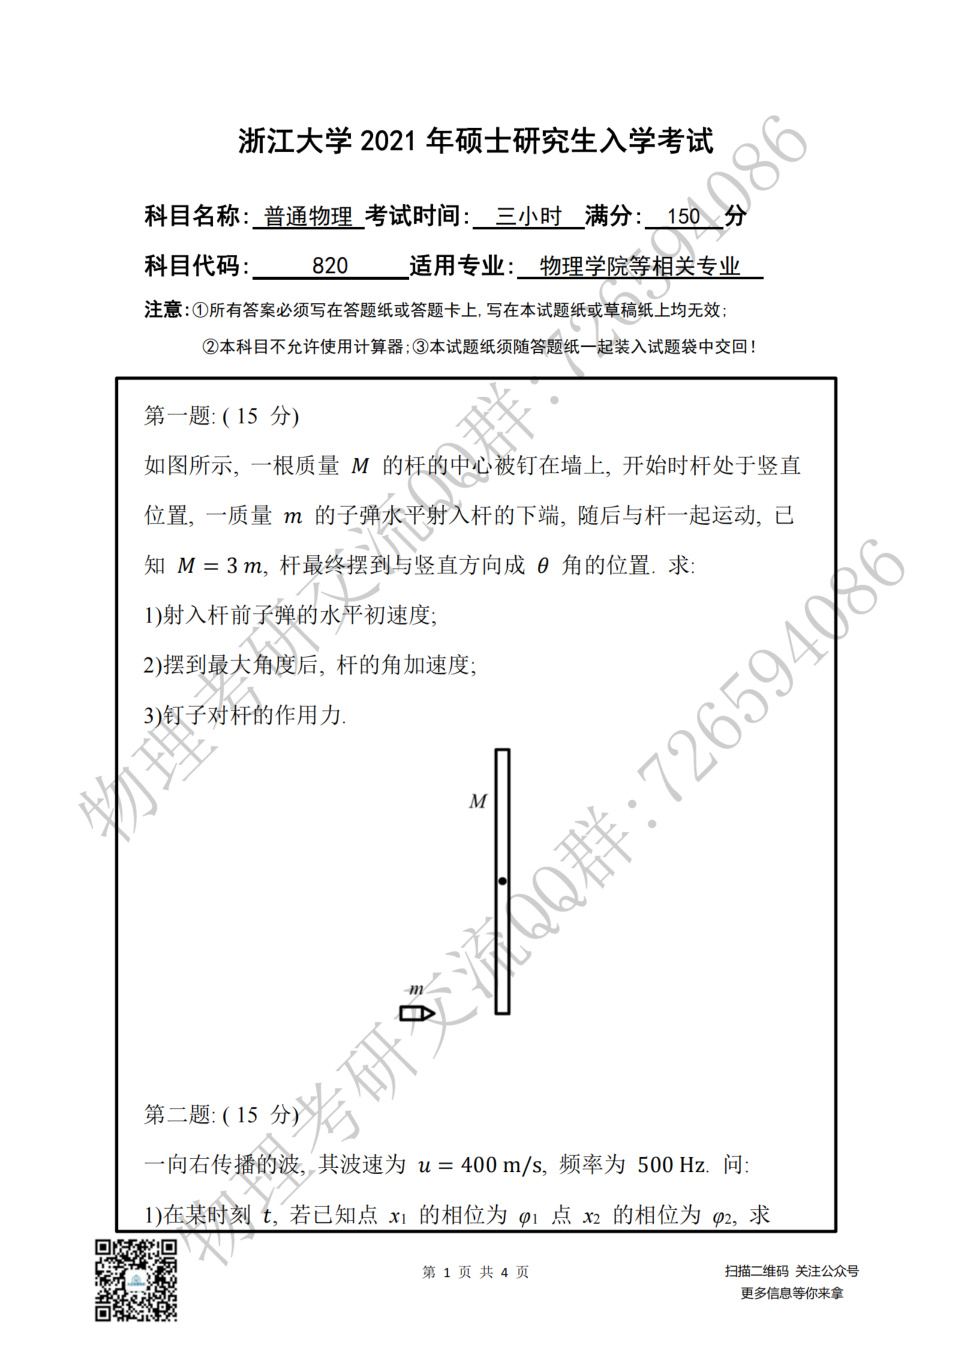 浙江大学 2021 年硕士研究生入学考试
科目名称: 普通物理 考试时间: 三小时 满分: 150 分
科目代码: 820 适用专业: 物理学院等相关专业
注意:①所有答案必须写在答题纸或答题卡上,写在本试题纸或草稿纸上均无效;
②本科目不允许使用计算器;③本试题纸须随答题纸一起装入试题袋中交回!
第一题: ( 15 分)
如图所示, 一根质量 M 的杆的中心被钉在墙上, 开始时杆处于竖直
位置, 一质量 m 的子弹水平射入杆的下端, 随后与杆一起运动, 已
知 M = 3 m, 杆最终摆到与竖直方向成 θ 角的位置. 求:
1)射入杆前子弹的水平初速度;
2)摆到最大角度后, 杆的角加速度;
3)钉子对杆的作用力.
M
m
第二题: ( 15 分)
一向右传播的波, 其波速为 u = 400 m/s, 频率为 500 Hz. 问:
1)在某时刻 t, 若已知点 x1 的相位为 φ1 点 x2 的相位为 φ2, 求
第 1 页 共 4 页
扫描二维码 关注公众号
更多信息等你来拿
物理考研交流QQ群:726594086
物理考研交流QQ群:726594086